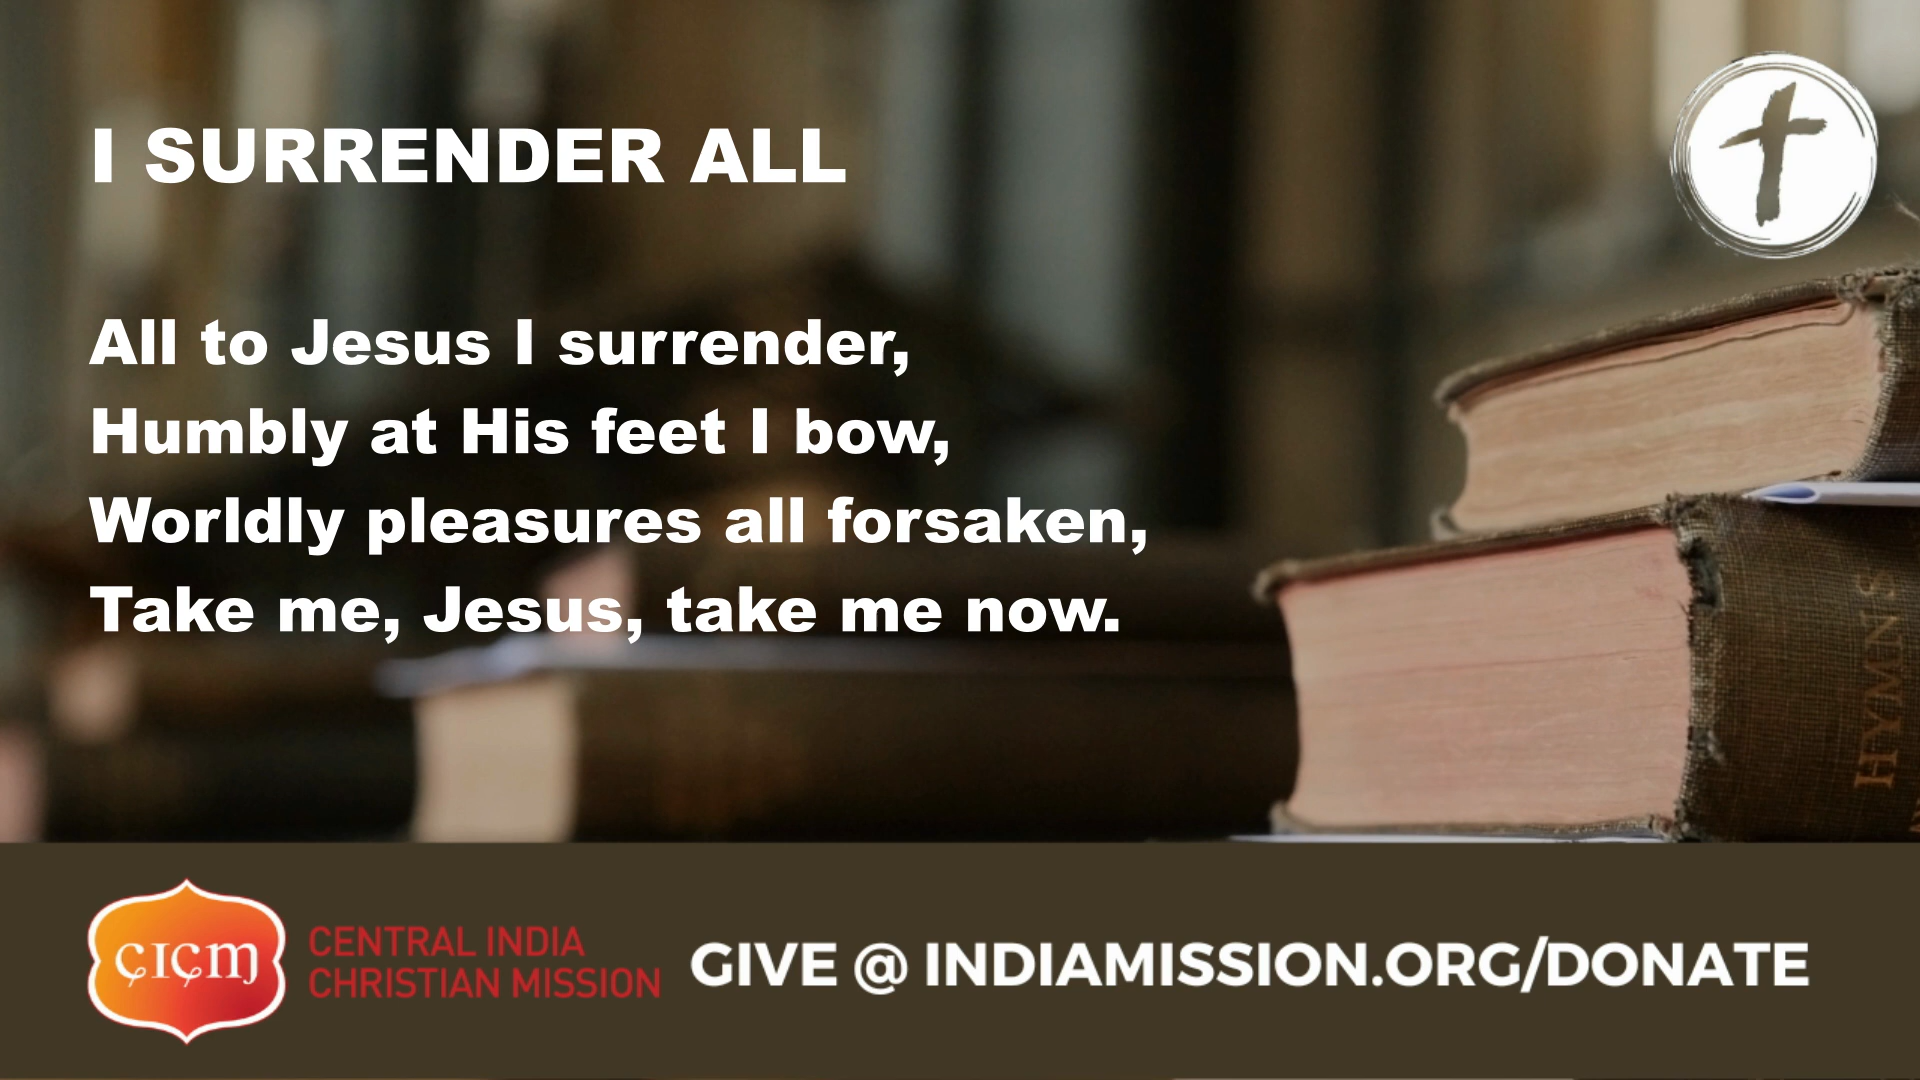 I SURRENDER ALL
All to Jesus I surrender,
Humbly at His feet I bow,
Worldly pleasures all forsaken,
Take me, Jesus, take me now.
HYMNS
CICM
CENTRAL INDIA
CHRISTIAN MISSION
GIVE @ INDIAMISSION.ORG/DONATE